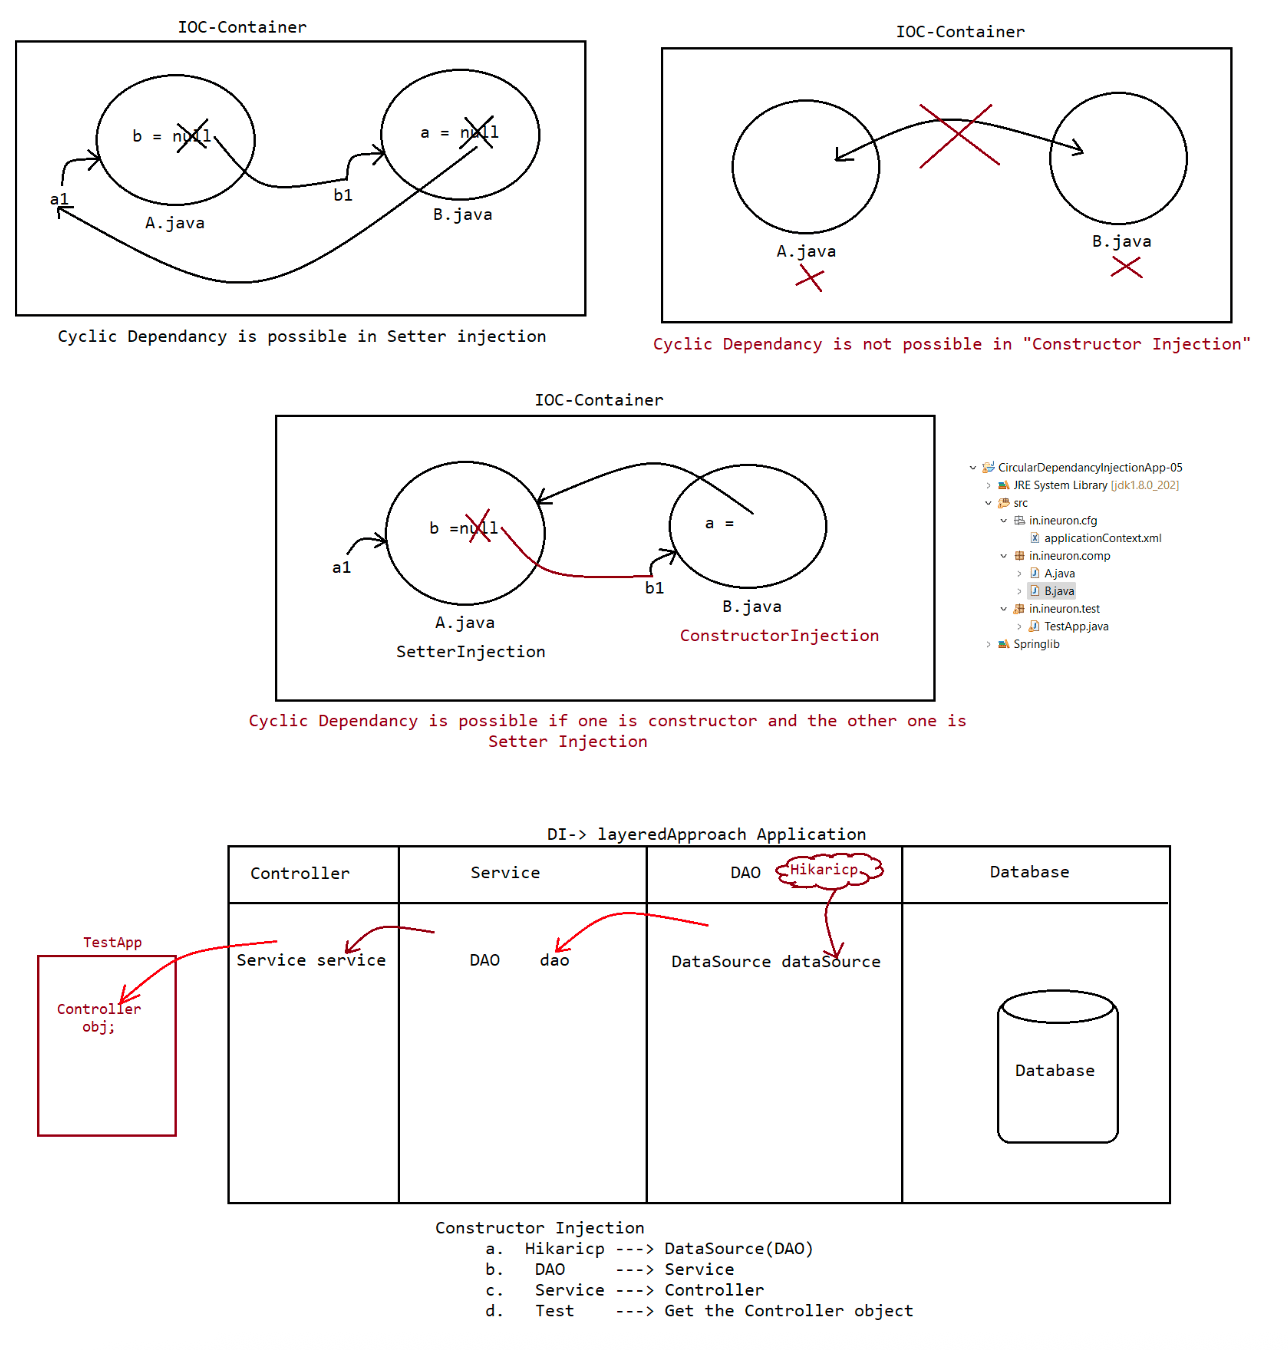 IOC-Container
b = null
a = null
a1
b1
A.java
B.java
Cyclic Dependancy is possible in Setter injection
IOC-Container
A.java
B.java
Cyclic Dependancy is not possible in "Constructor Injection"
IOC-Container
b =null
a =
a1
b1
A.java
B.java
SetterInjection
ConstructorInjection
Cyclic Dependancy is possible if one is constructor and the other one is
Setter Injection
CircularDependancyInjectionApp-05
JRE System Library [jdk1.8.0_202]
src
in.ineuron.cfg
applicationContext.xml
in.ineuron.comp
A.java
B.java
in.ineuron.test
TestApp.java
Springlib
DI-> layeredApproach Application
Controller
Service
DAO
Hikaricp
Database
TestApp
Controller
obj;
Service service
DAO dao
DataSource dataSource
Database
Constructor Injection
a. Hikaricp ---> DataSource(DAO)
b. DAO ---> Service
c. Service ---> Controller
d. Test ---> Get the Controller object